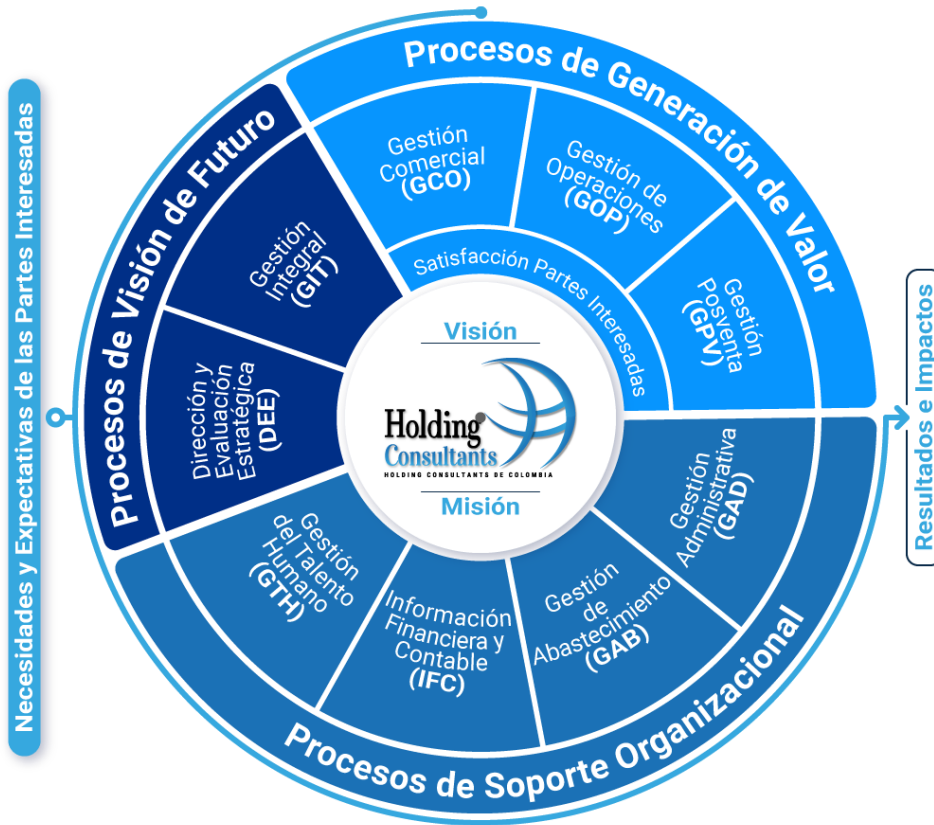 Necesidades y Expectativas de las Partes Interesadas
Procesos de Visión de Futuro
Gestión
Integral
(GIT)
Dirección y
Evaluación
Estratégica
(DEE)
Procesos de Generación de Valor
Gestión
Comercial
(GCO)
Gestión de
Operaciones
(GOP)
Gestión
Posventa
(GPV)
Satisfacción Partes Interesadas
Visión
Holding
Consultants
HOLDING CONSULTANTS DE COLOMBIA
Misión
Gestión
Administrativa
(GAD)
Gestión
de
Abastecimiento
(GAB)
Información
Financiera y
Contable
(IFC)
Gestión
del Talento
Humano
(GTH)
Procesos de Soporte Organizacional
Resultados e Impactos